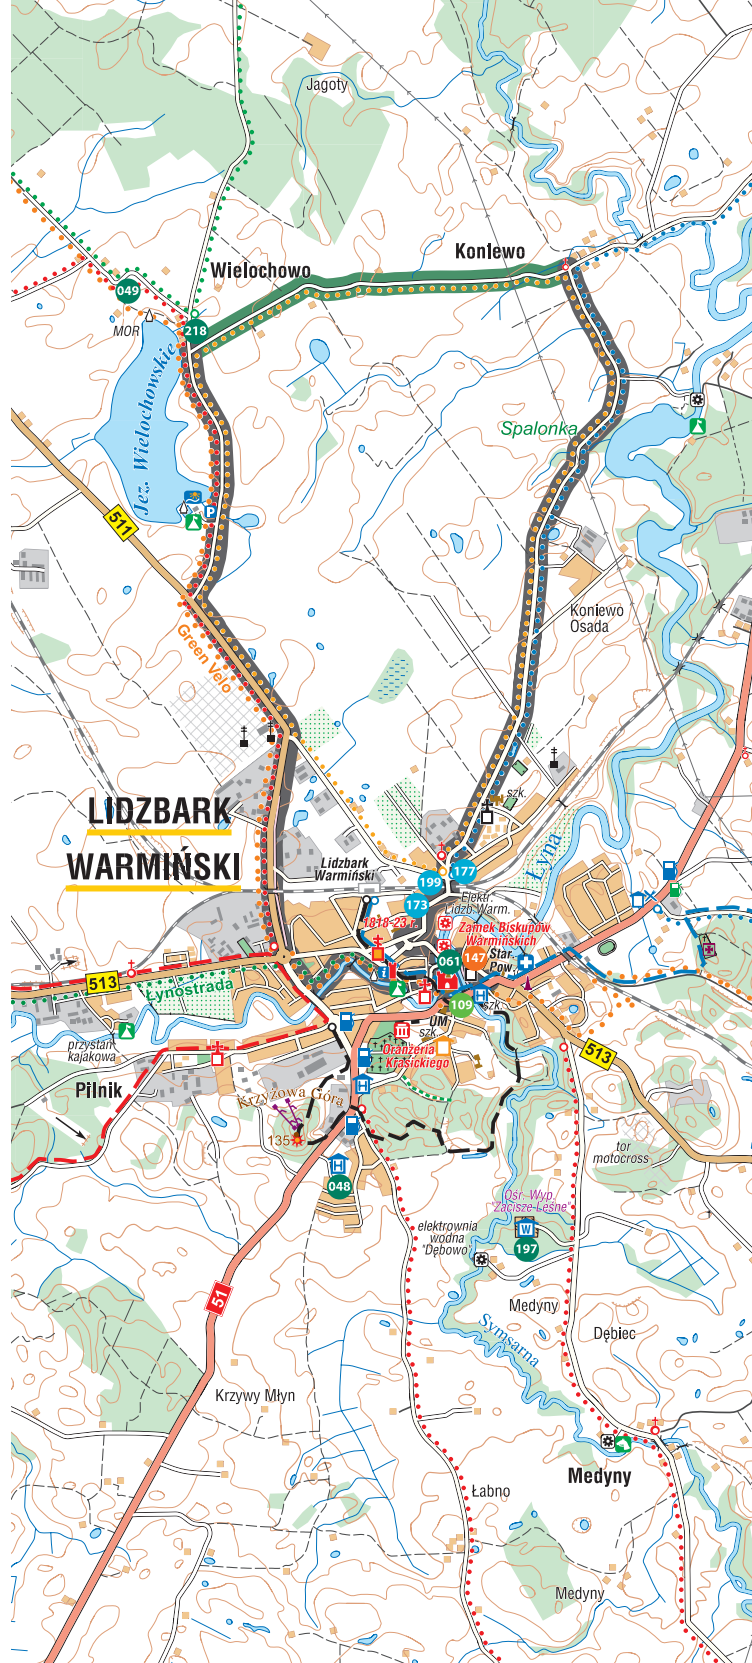 Jagoty
Koniewo
Wielochowo
049
218
MOR
Jez. Wielochowskie
Spalonka
P
511
Koniewo
Osada
Green Velo
szk.
LIDZBARK
WARMIŃSKI
Lidzbark
Warmiński
Łyna
177
199
173
Elektr.
Lidzb.Warm.
1818-23 r.
Zamek Biskupów
Warmińskich
147
Star.
Pow.
061
i
513
Łynostrada
H
109
szk.
UM
szk.
przystań
kajakowa
Oranżeria
Krasickiego
513
Pilnik
H
Krzyżowa Góra
135
tor
motocross
H
048
Ośr. Wyp.
"Zacisze Leśne"
W
elektrownia
wodna
"Dębowo"
197
51
Medyny
Symsarna
Dębiec
Krzywy Młyn
Medyny
Łabno
Medyny